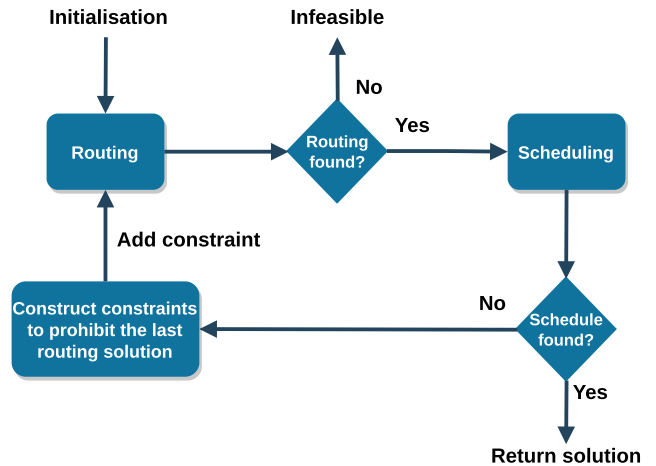 Initialisation
Infeasible
No
Yes
Routing
Routing
found?
Scheduling
Add constraint
Construct constraints
to prohibit the last
routing solution
No
Schedule
found?
Yes
Return solution